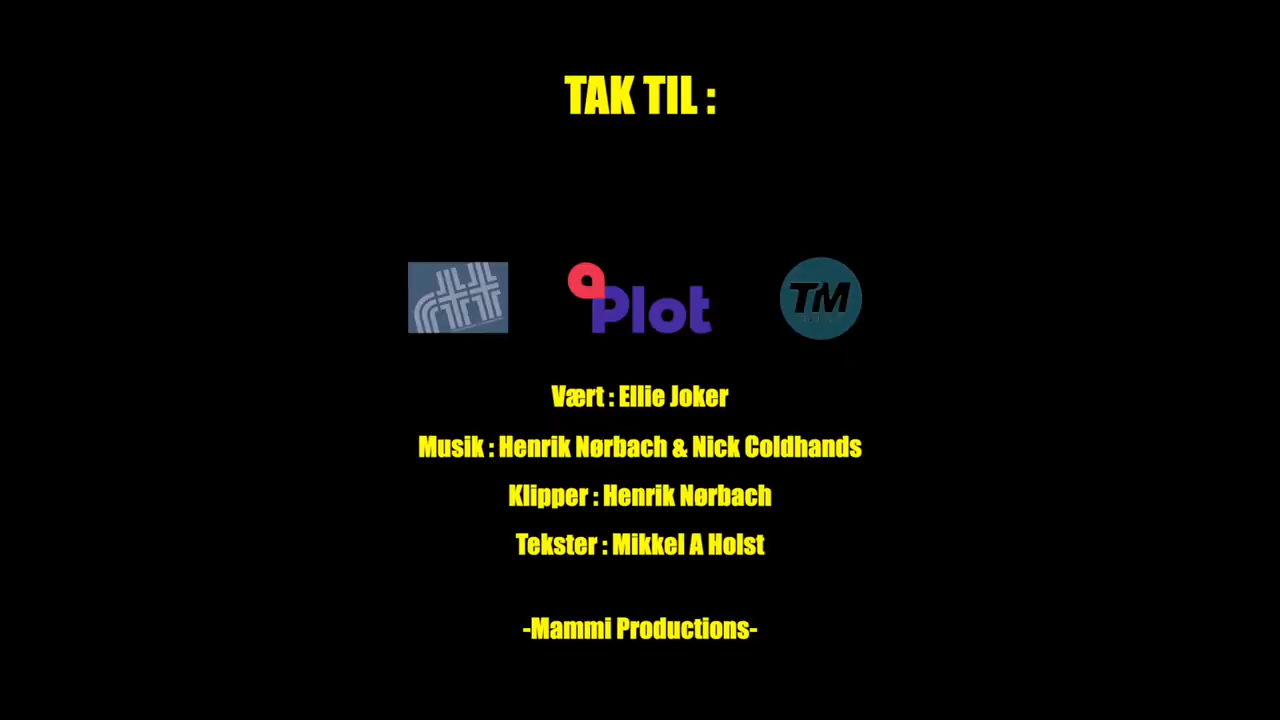 TAK TIL :
Plot
TM
Vært : Ellie Joker
Musik : Henrik Nørbach & Nick Coldhands
Klipper : Henrik Nørbach
Tekster : Mikkel A Holst
-Mammi Productions-